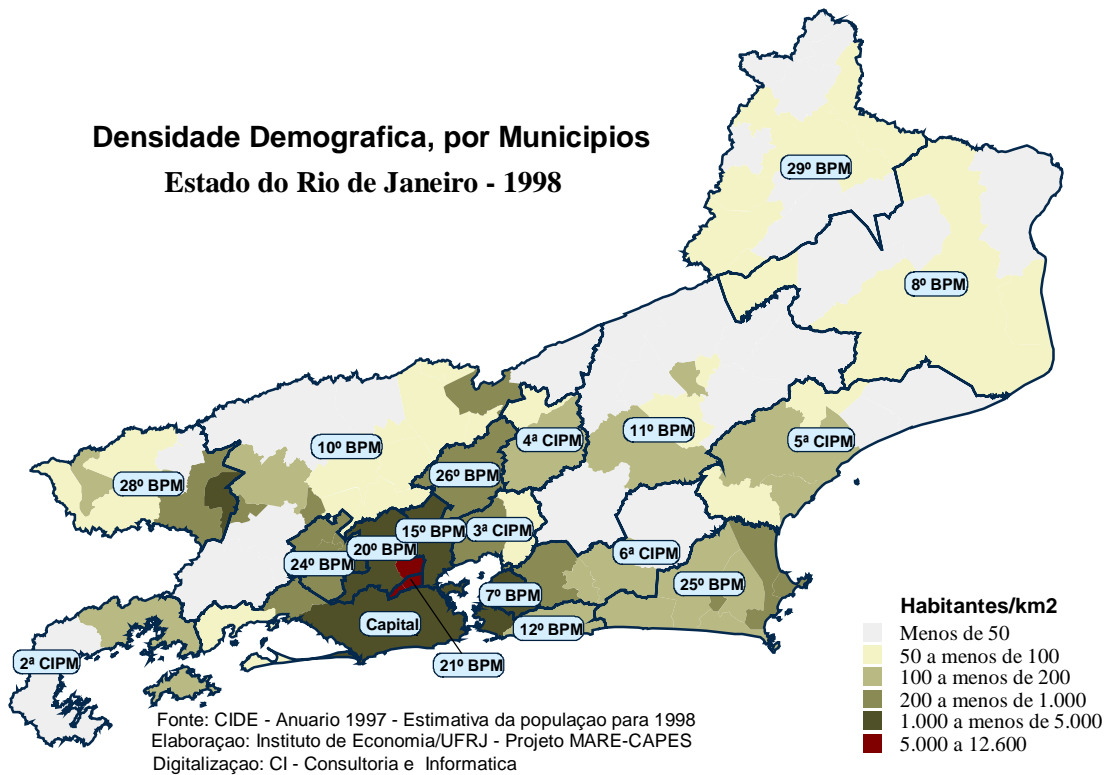 Densidade Demografica, por Municipios
Estado do Rio de Janeiro - 1998
29º BPM
8º BPM
11º BPM
4ª CIPM
5ª CIPM
10º BPM
26º BPM
28º BPM
15º BPM
3ª CIPM
20º BPM
6ª CIPM
24º BPM
25º BPM
7º BPM
Capital
12º BPM
2ª CIPM
21º BPM
Habitantes/km2
Menos de 50
50 a menos de 100
100 a menos de 200
200 a menos de 1.000
1.000 a menos de 5.000
5.000 a 12.600
Fonte: CIDE - Anuario 1997 - Estimativa da populaçao para 1998
Elaboraçao: Instituto de Economia/UFRJ - Projeto MARE-CAPES
Digitalizaçao: CI - Consultoria e Informatica